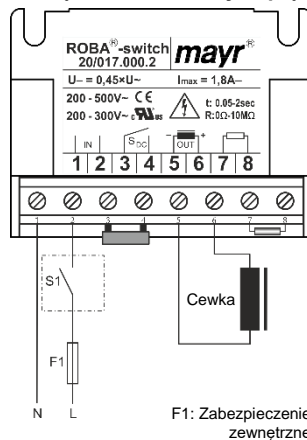 ROBA®-switch
20/017.000.2
mayr®
U– = 0,45×U~ Imax = 1,8A–
200 - 500V~ CE
200 - 300V~ c RU us
t: 0.05-2sec
R:0Ω-10MΩ
IN SDC – OUT +
1 2 3 4 5 6 7 8
1 2 3 4 5 6 7 8
S1
Cewka
F1
N L
F1: Zabezpieczenie
zewnętrzne